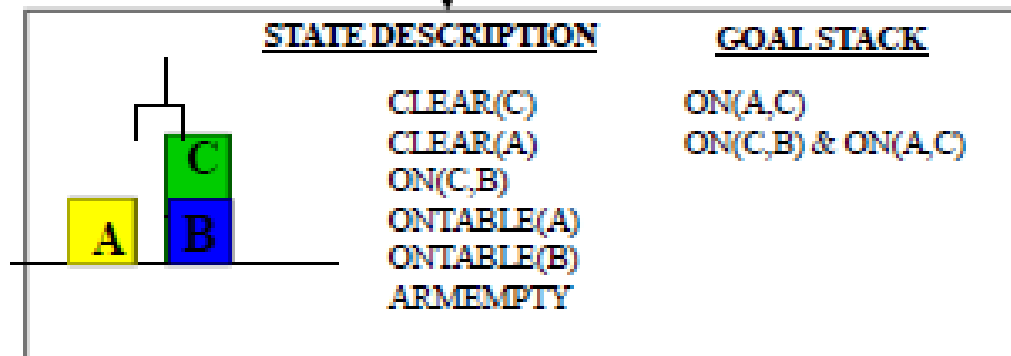 STATE DESCRIPTION GOAL STACK
CLEAR(C) ON(A,C)
CLEAR(A) ON(C,B) & ON(A,C)
ON(C,B)
ONTABLE(A)
ONTABLE(B)
ARMEMPTY
C
A B